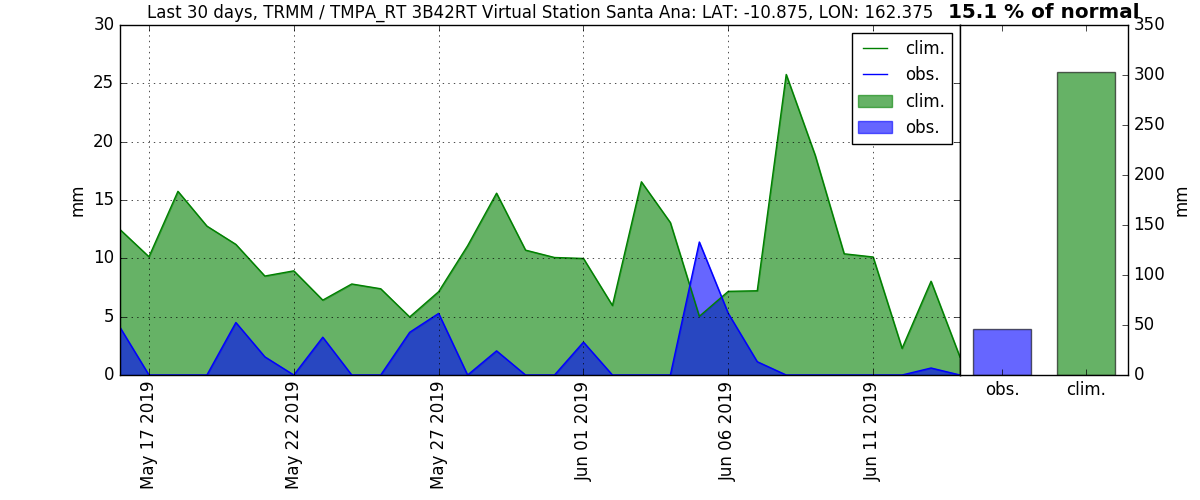 Last 30 days, TRMM / TMPA_RT 3B42RT Virtual Station Santa Ana: LAT: -10.875, LON: 162.375
15.1 % of normal
30
25
20
15
10
5
0
mm
clim.
obs.
clim.
obs.
May 17 2019
May 22 2019
May 27 2019
Jun 01 2019
Jun 06 2019
Jun 11 2019
350
300
250
200
150
100
50
0
mm
obs.
clim.